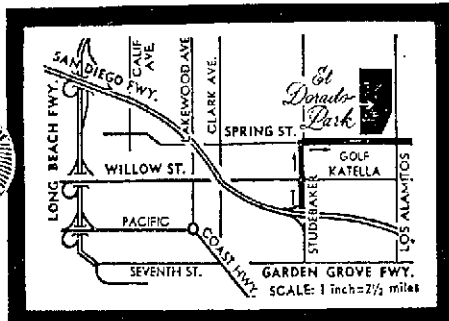 SAN DIEGO FWY.
CALIF. AVE.
LAKEWOOD AVE.
CLARK AVE.
El
Dorado
Park
SPRING ST.
GOLF
KATELLA
WILLOW ST.
LONG BEACH FWY.
STUDEBAKER
LOS ALAMITOS
PACIFIC
COAST HWY.
SEVENTH ST.
GARDEN GROVE FWY.
SCALE: 1 inch=2½ miles